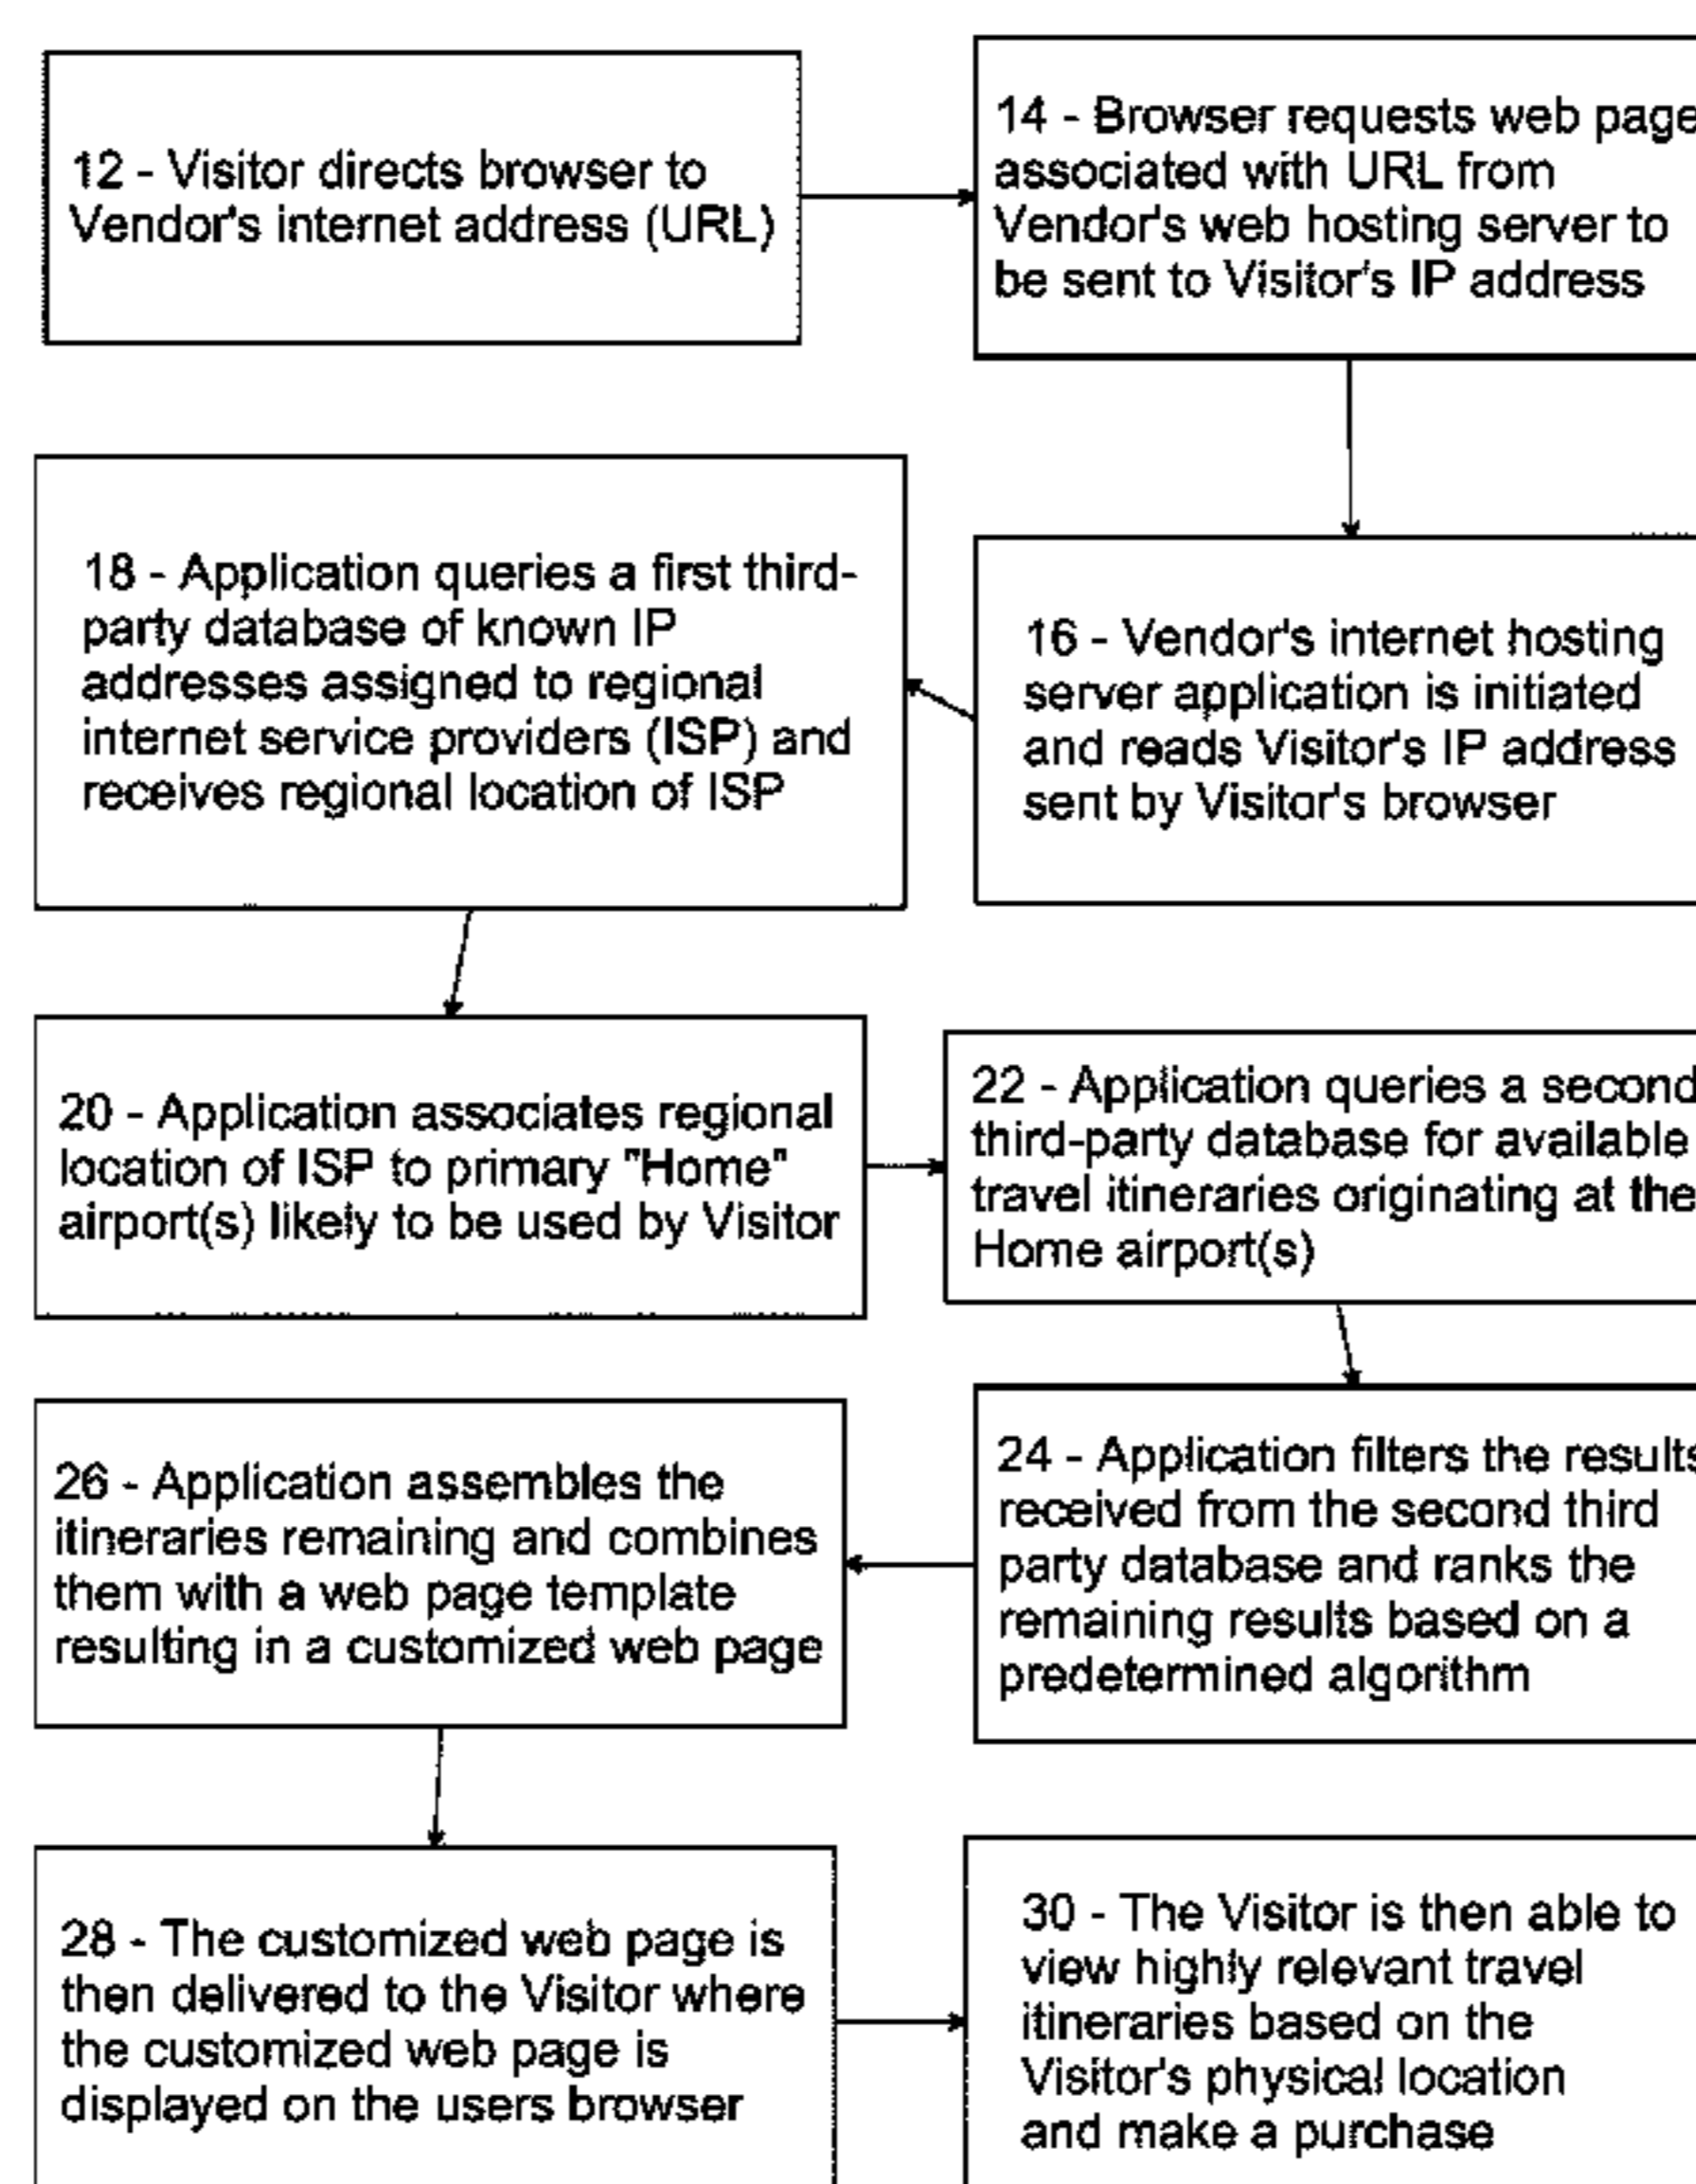 12 - Visitor directs browser to
Vendor's internet address (URL)
14 - Browser requests web page
associated with URL from
Vendor's web hosting server to
be sent to Visitor's IP address
16 - Vendor's internet hosting
server application is initiated
and reads Visitor's IP address
sent by Visitor's browser
18 - Application queries a first third-
party database of known IP
addresses assigned to regional
internet service providers (ISP) and
receives regional location of ISP
20 - Application associates regional
location of ISP to primary "Home"
airport(s) likely to be used by Visitor
22 - Application queries a second
third-party database for available
travel itineraries originating at the
Home airport(s)
24 - Application filters the results
received from the second third
party database and ranks the
remaining results based on a
predetermined algorithm
26 - Application assembles the
itineraries remaining and combines
them with a web page template
resulting in a customized web page
28 - The customized web page is
then delivered to the Visitor where
the customized web page is
displayed on the users browser
30 - The Visitor is then able to
view highly relevant travel
itineraries based on the
Visitor's physical location
and make a purchase